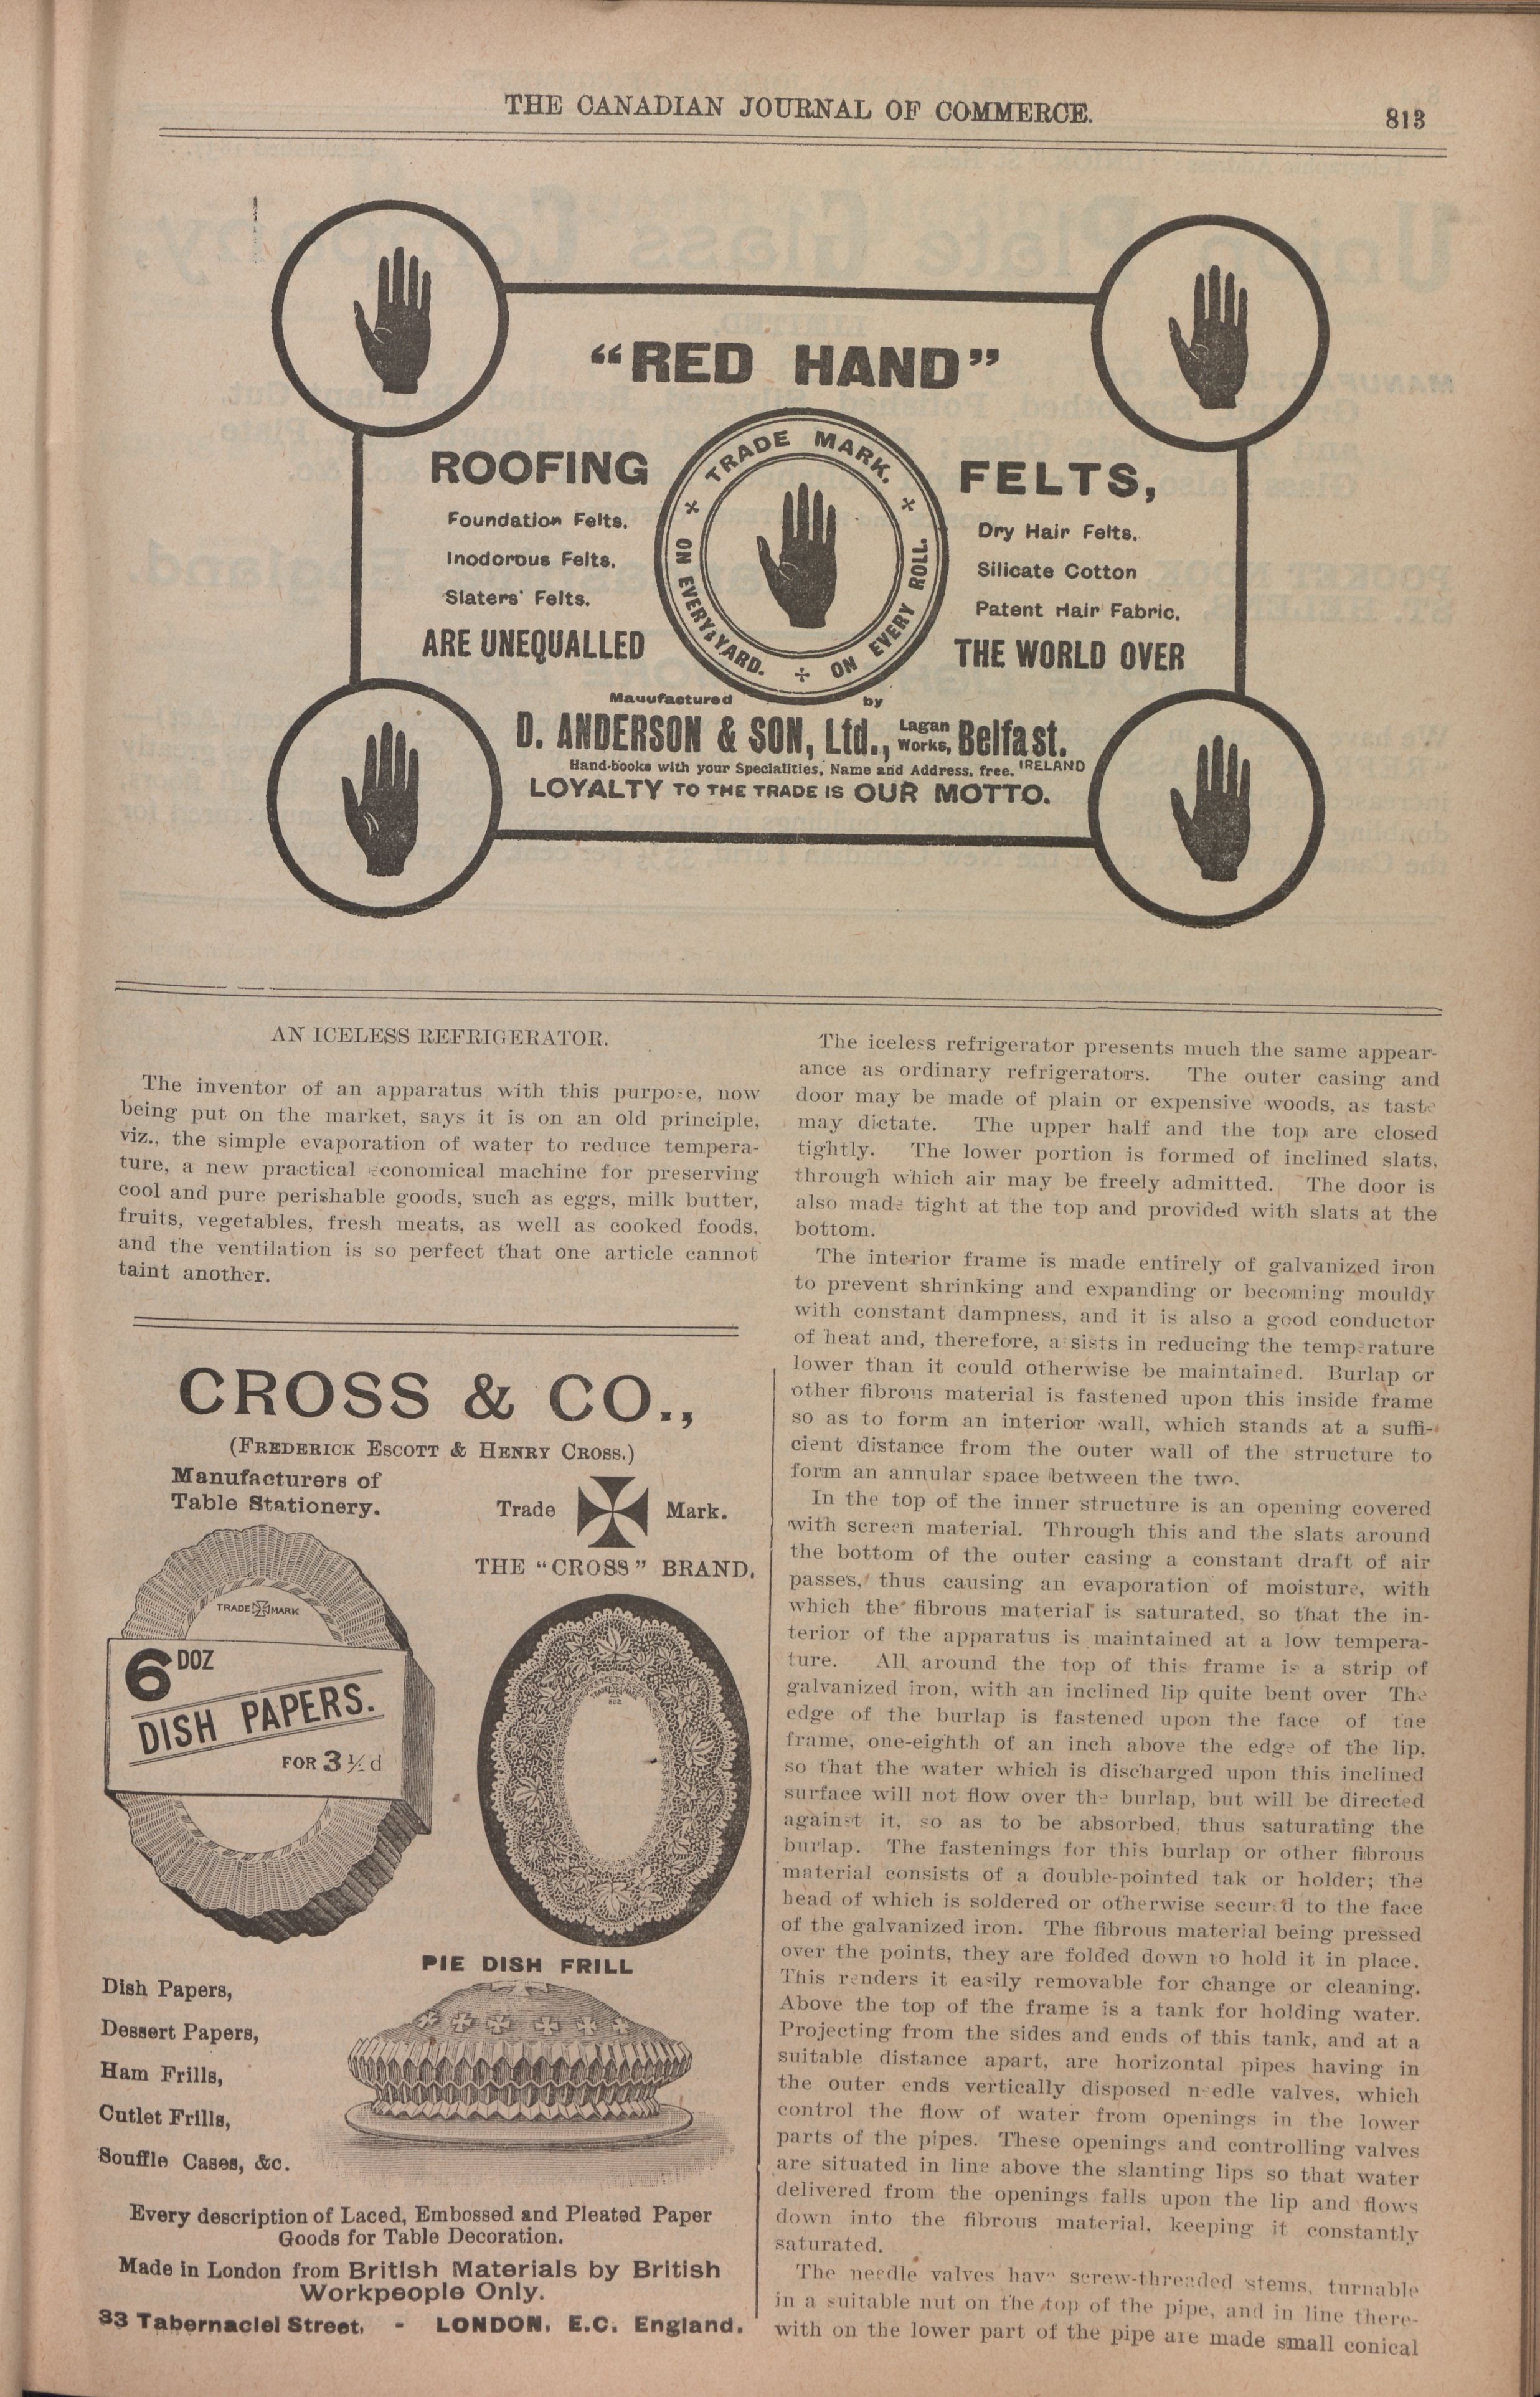 THE CANADIAN JOURNAL OF COMMERCE.
813
"RED HAND"
ROOFING
Foundation Felts.
Inodorous Felts.
Slaters' Felts.
ARE UNEQUALLED
TRADE MARK.
ON EVERY YARD.
ON EVERY ROLL.
FELTS,
Dry Hair Felts.
Silicate Cotton
Patent Hair Fabric.
THE WORLD OVER
Mauufactured by
D. ANDERSON & SON, Ltd., Lagan Works, Belfast.
Hand-books with your Specialities, Name and Address, free. IRELAND
LOYALTY TO THE TRADE IS OUR MOTTO.
AN ICELESS REFRIGERATOR.
The inventor of an apparatus with this purpose, now
being put on the market, says it is on an old principle,
viz., the simple evaporation of water to reduce tempera-
ture, a new practical economical machine for preserving
cool and pure perishable goods, such as eggs, milk butter,
fruits, vegetables, fresh meats, as well as cooked foods,
and the ventilation is so perfect that one article cannot
taint another.
CROSS & CO.,
(FREDERICK ESCOTT & HENRY CROSS.)
Manufacturers of
Table Stationery.
Trade Mark.
THE "CROSS" BRAND.
TRADE MARK
6 DOZ
DISH PAPERS.
FOR 3½d
PIE DISH FRILL
Dish Papers,
Dessert Papers,
Ham Frills,
Cutlet Frills,
Souffle Cases, &c.
Every description of Laced, Embossed and Pleated Paper
Goods for Table Decoration.
Made in London from British Materials by British
Workpeople Only.
33 Tabernaclel Street, - LONDON, E.C. England.
The iceless refrigerator presents much the same appear-
ance as ordinary refrigerators. The outer casing and
door may be made of plain or expensive woods, as taste
may dictate. The upper half and the top are closed
tightly. The lower portion is formed of inclined slats,
through which air may be freely admitted. The door is
also made tight at the top and provided with slats at the
bottom.
The interior frame is made entirely of galvanized iron
to prevent shrinking and expanding or becoming mouldy
with constant dampness, and it is also a good conductor
of heat and, therefore, assists in reducing the temperature
lower than it could otherwise be maintained. Burlap or
other fibrous material is fastened upon this inside frame
so as to form an interior wall, which stands at a suffi-
cient distance from the outer wall of the structure to
form an annular space between the two.
In the top of the inner structure is an opening covered
with screen material. Through this and the slats around
the bottom of the outer casing a constant draft of air
passes, thus causing an evaporation of moisture, with
which the fibrous material is saturated, so that the in-
terior of the apparatus is maintained at a low tempera-
ture. All around the top of this frame is a strip of
galvanized iron, with an inclined lip quite bent over The
edge of the burlap is fastened upon the face of the
frame, one-eighth of an inch above the edge of the lip,
so that the water which is discharged upon this inclined
surface will not flow over the burlap, but will be directed
against it, so as to be absorbed, thus saturating the
burlap. The fastenings for this burlap or other fibrous
material consists of a double-pointed tak or holder; the
head of which is soldered or otherwise secured to the face
of the galvanized iron. The fibrous material being pressed
over the points, they are folded down to hold it in place.
This renders it easily removable for change or cleaning.
Above the top of the frame is a tank for holding water.
Projecting from the sides and ends of this tank, and at a
suitable distance apart, are horizontal pipes having in
the outer ends vertically disposed needle valves, which
control the flow of water from openings in the lower
parts of the pipes. These openings and controlling valves
are situated in line above the slanting lips so that water
delivered from the openings falls upon the lip and flows
down into the fibrous material, keeping it constantly
saturated.
The needle valves have screw-threaded stems, turnable
in a suitable nut on the top of the pipe, and in line there-
with on the lower part of the pipe are made small conical